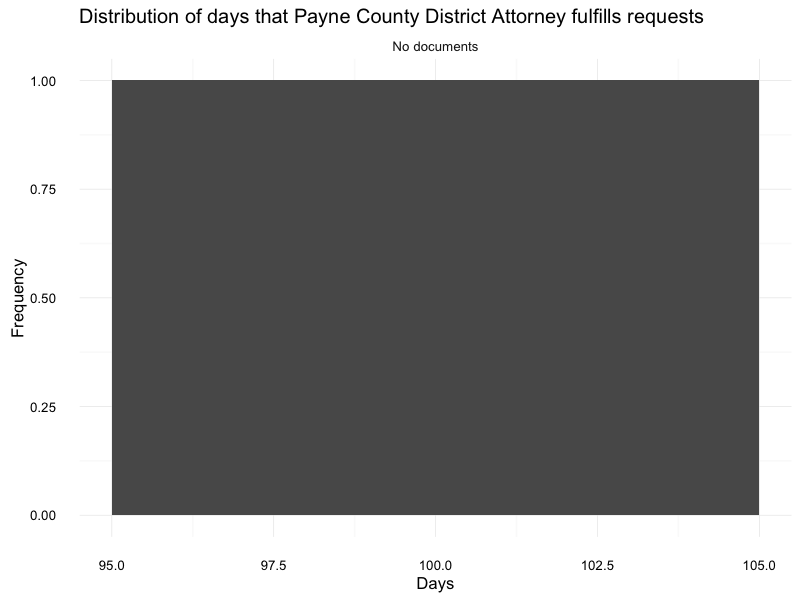 Distribution of days that Payne County District Attorney fulfills requests
No documents
1.00
0.75
0.50
0.25
0.00
Frequency
95.0 97.5 100.0 102.5 105.0
Days